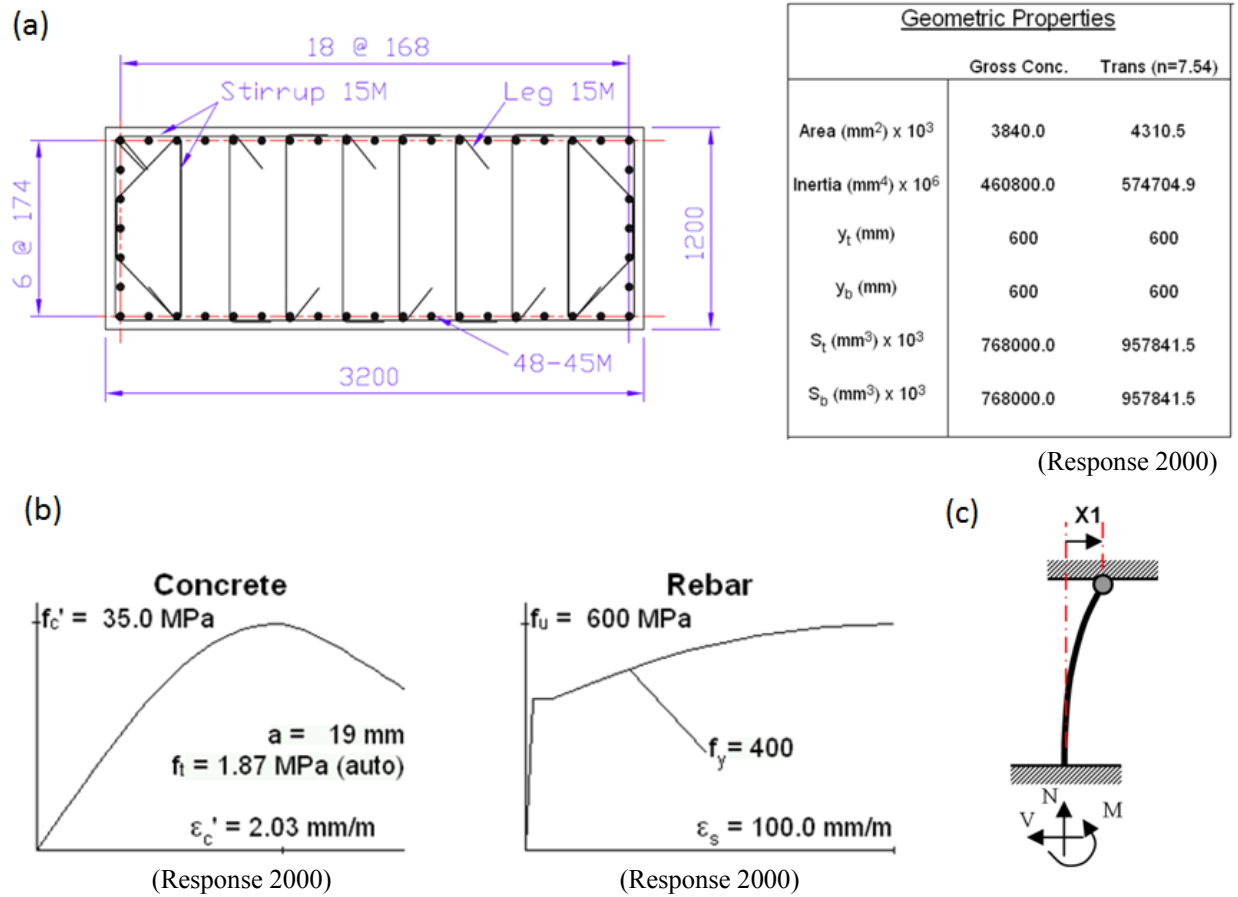 (a)
18 @ 168
Stirrup 15M
Leg 15M
6 @ 174
1200
48-45M
3200
Geometric Properties
Gross Conc. Trans (n=7.54)
Area (mm²) x 10³ 3840.0 4310.5
Inertia (mm⁴) x 10⁶ 460800.0 574704.9
yt (mm) 600 600
yb (mm) 600 600
St (mm³) x 10³ 768000.0 957841.5
Sb (mm³) x 10³ 768000.0 957841.5
(Response 2000)
(b)
Concrete
fc' = 35.0 MPa
a = 19 mm
ft = 1.87 MPa (auto)
εc' = 2.03 mm/m
(Response 2000)
Rebar
fu = 600 MPa
fy = 400
εs = 100.0 mm/m
(Response 2000)
(c)
X1
N
V
M